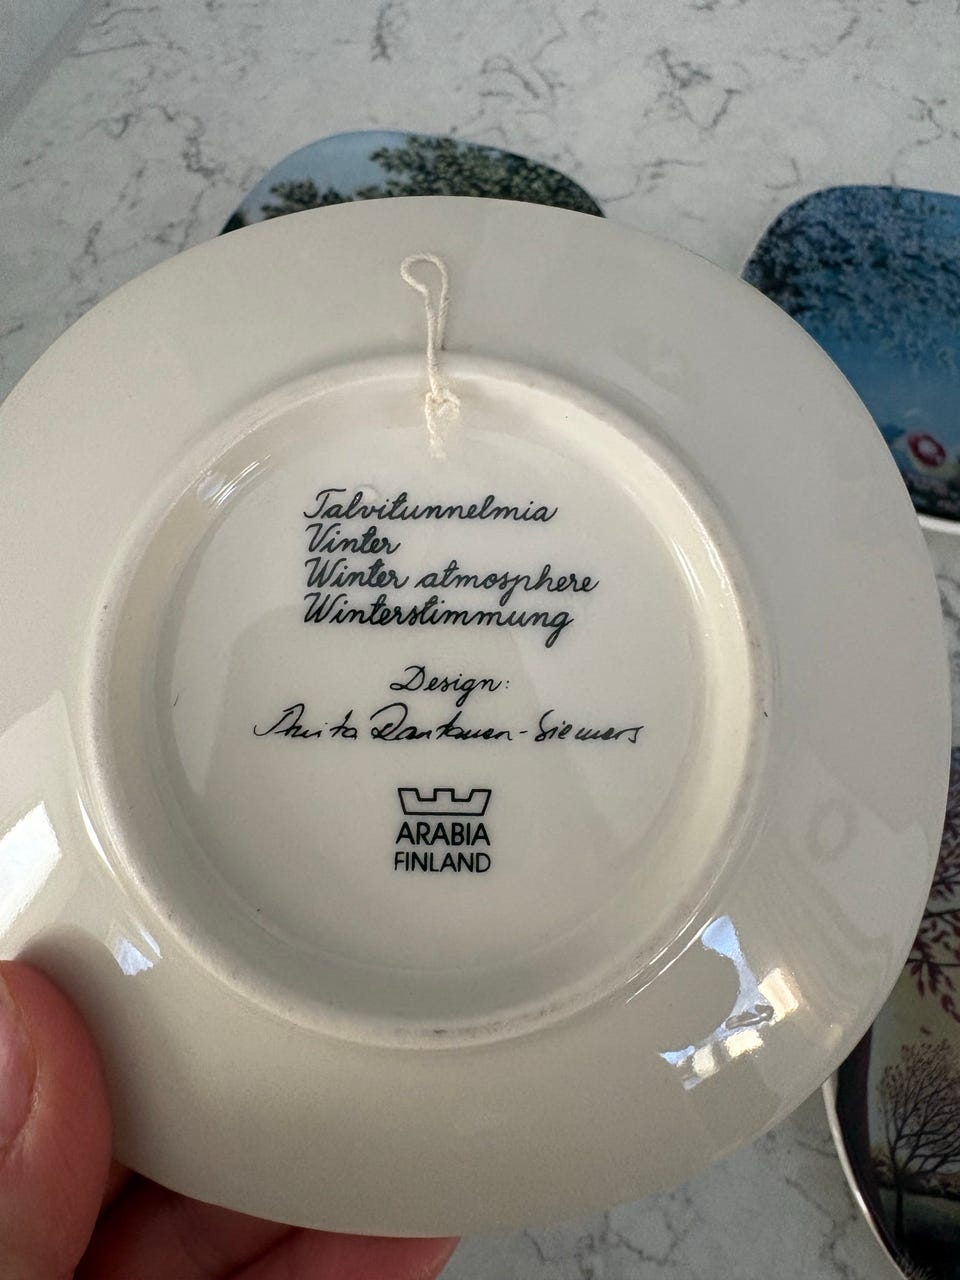 Talvitunnelmia
Vinter
Winter atmosphere
Winterstimmung
Design:
Anita Rantanen-Siemers
ARABIA
FINLAND